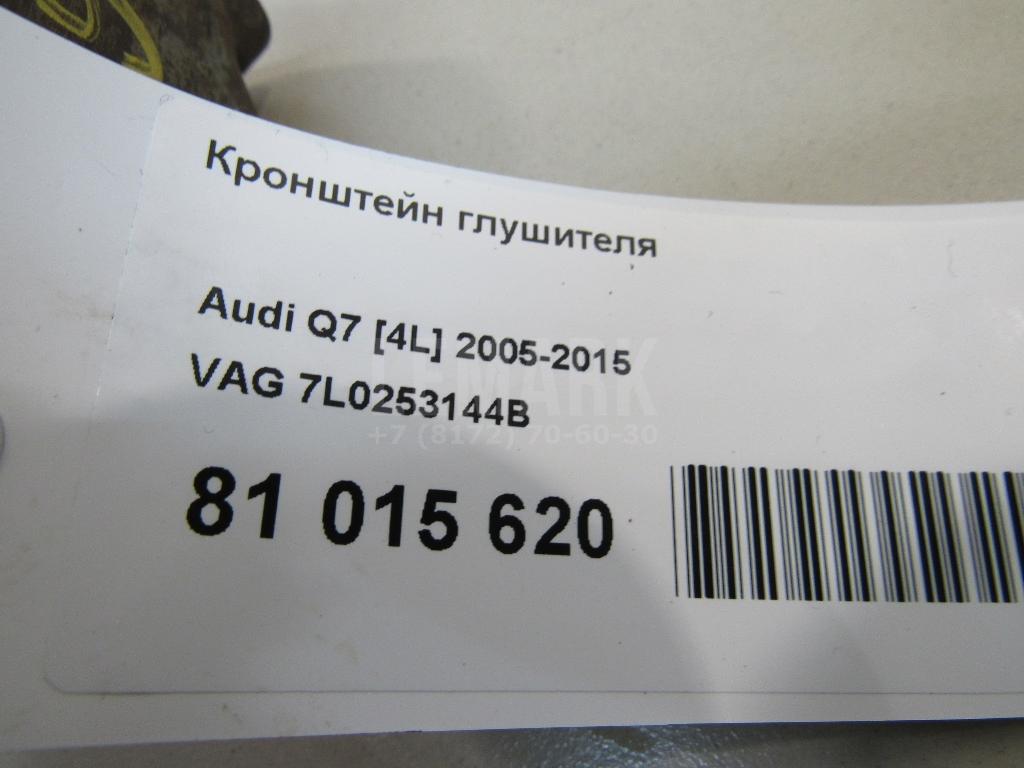 Кронштейн глушителя
Audi Q7 [4L] 2005-2015
VAG 7L0253144B
LEMARK
+7 (8172) 70-60-30
81 015 620